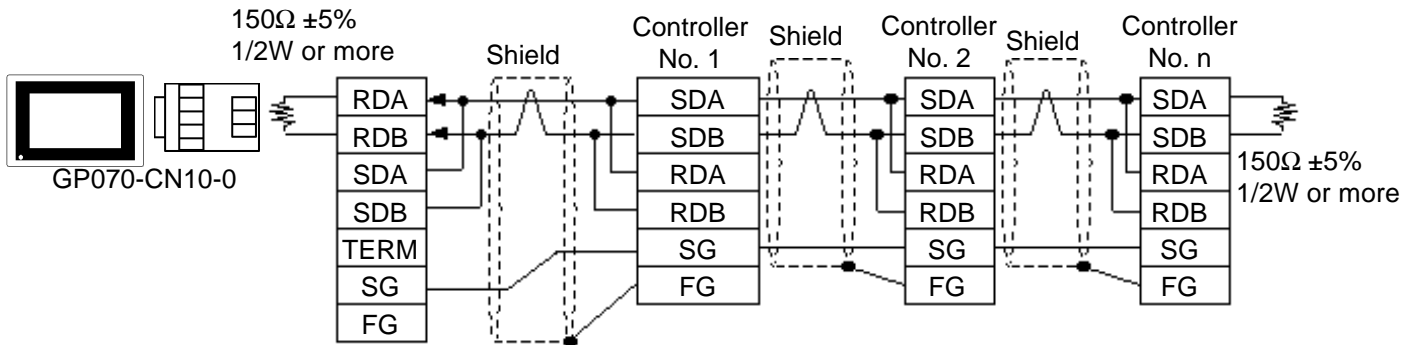 150Ω ±5%
1/2W or more
Shield
Controller
No. 1
Shield
Controller
No. 2
Shield
Controller
No. n
GP070-CN10-0
RDA
RDB
SDA
SDB
TERM
SG
FG
SDA
SDB
RDA
RDB
SG
FG
SDA
SDB
RDA
RDB
SG
FG
SDA
SDB
RDA
RDB
SG
FG
150Ω ±5%
1/2W or more